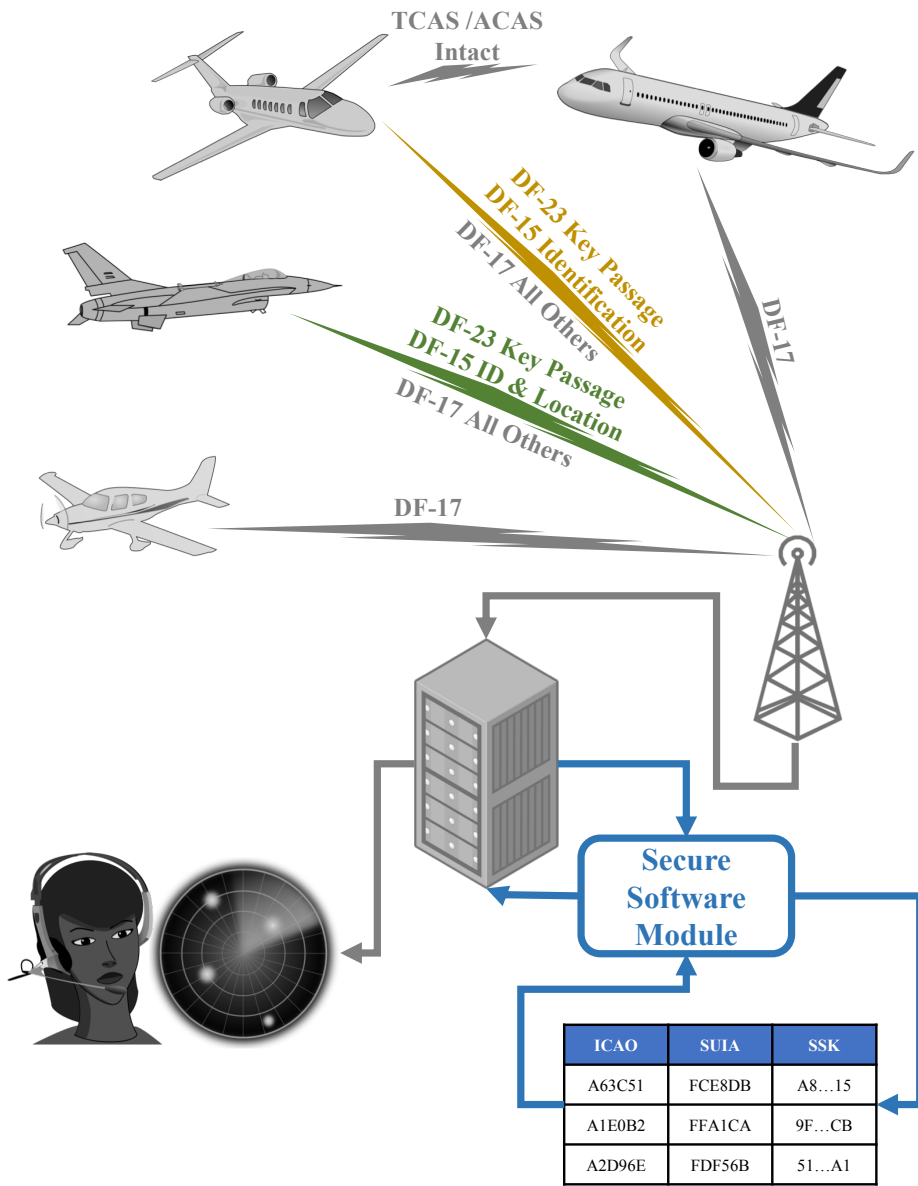 TCAS /ACAS
Intact
DF-23 Key Passage
DF-15 Identification
DF-17 All Others
DF-17
DF-23 Key Passage
DF-15 ID & Location
DF-17 All Others
DF-17
Secure
Software
Module
ICAO SUIA SSK
A63C51 FCE8DB A8…15
A1E0B2 FFA1CA 9F…CB
A2D96E FDF56B 51…A1